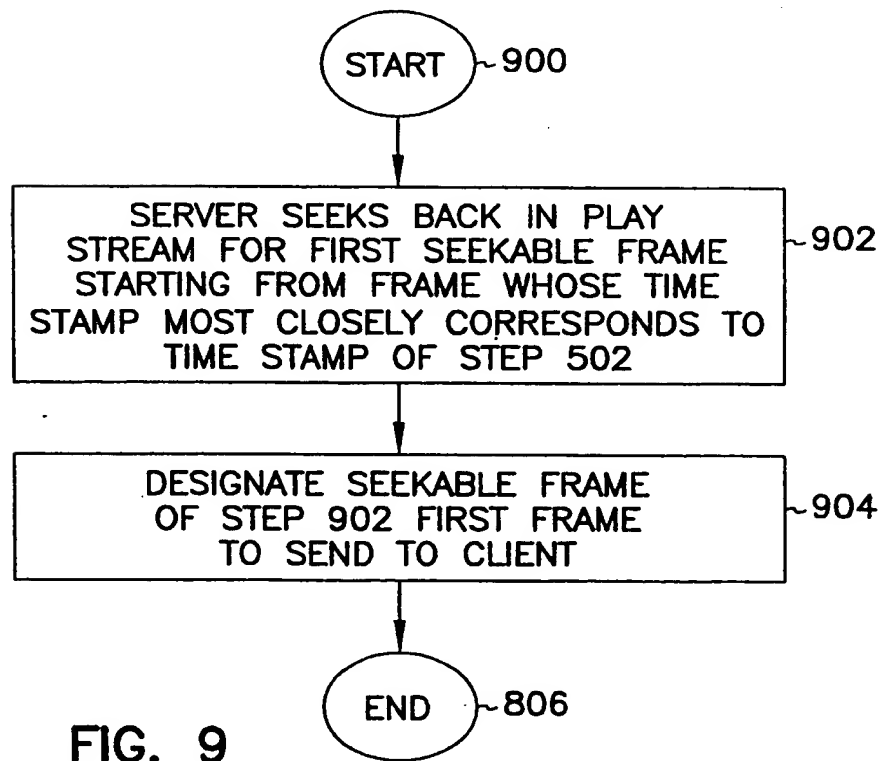 START
900
SERVER SEEKS BACK IN PLAY
STREAM FOR FIRST SEEKABLE FRAME
STARTING FROM FRAME WHOSE TIME
STAMP MOST CLOSELY CORRESPONDS TO
TIME STAMP OF STEP 502
902
DESIGNATE SEEKABLE FRAME
OF STEP 902 FIRST FRAME
TO SEND TO CLIENT
904
END
806
FIG. 9